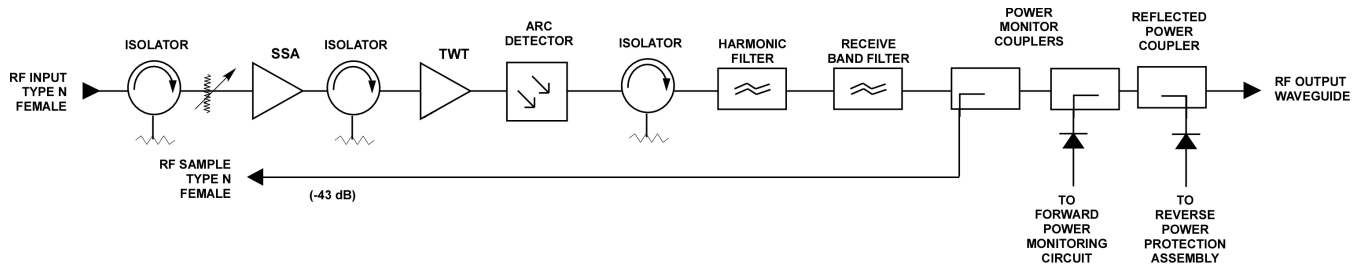 RF INPUT
TYPE N
FEMALE
ISOLATOR
SSA
ISOLATOR
TWT
ARC
DETECTOR
ISOLATOR
HARMONIC
FILTER
RECEIVE
BAND FILTER
POWER
MONITOR
COUPLERS
REFLECTED
POWER
COUPLER
RF OUTPUT
WAVEGUIDE
RF SAMPLE
TYPE N
FEMALE
(-43 dB)
TO
FORWARD
POWER
MONITORING
CIRCUIT
TO
REVERSE
POWER
PROTECTION
ASSEMBLY